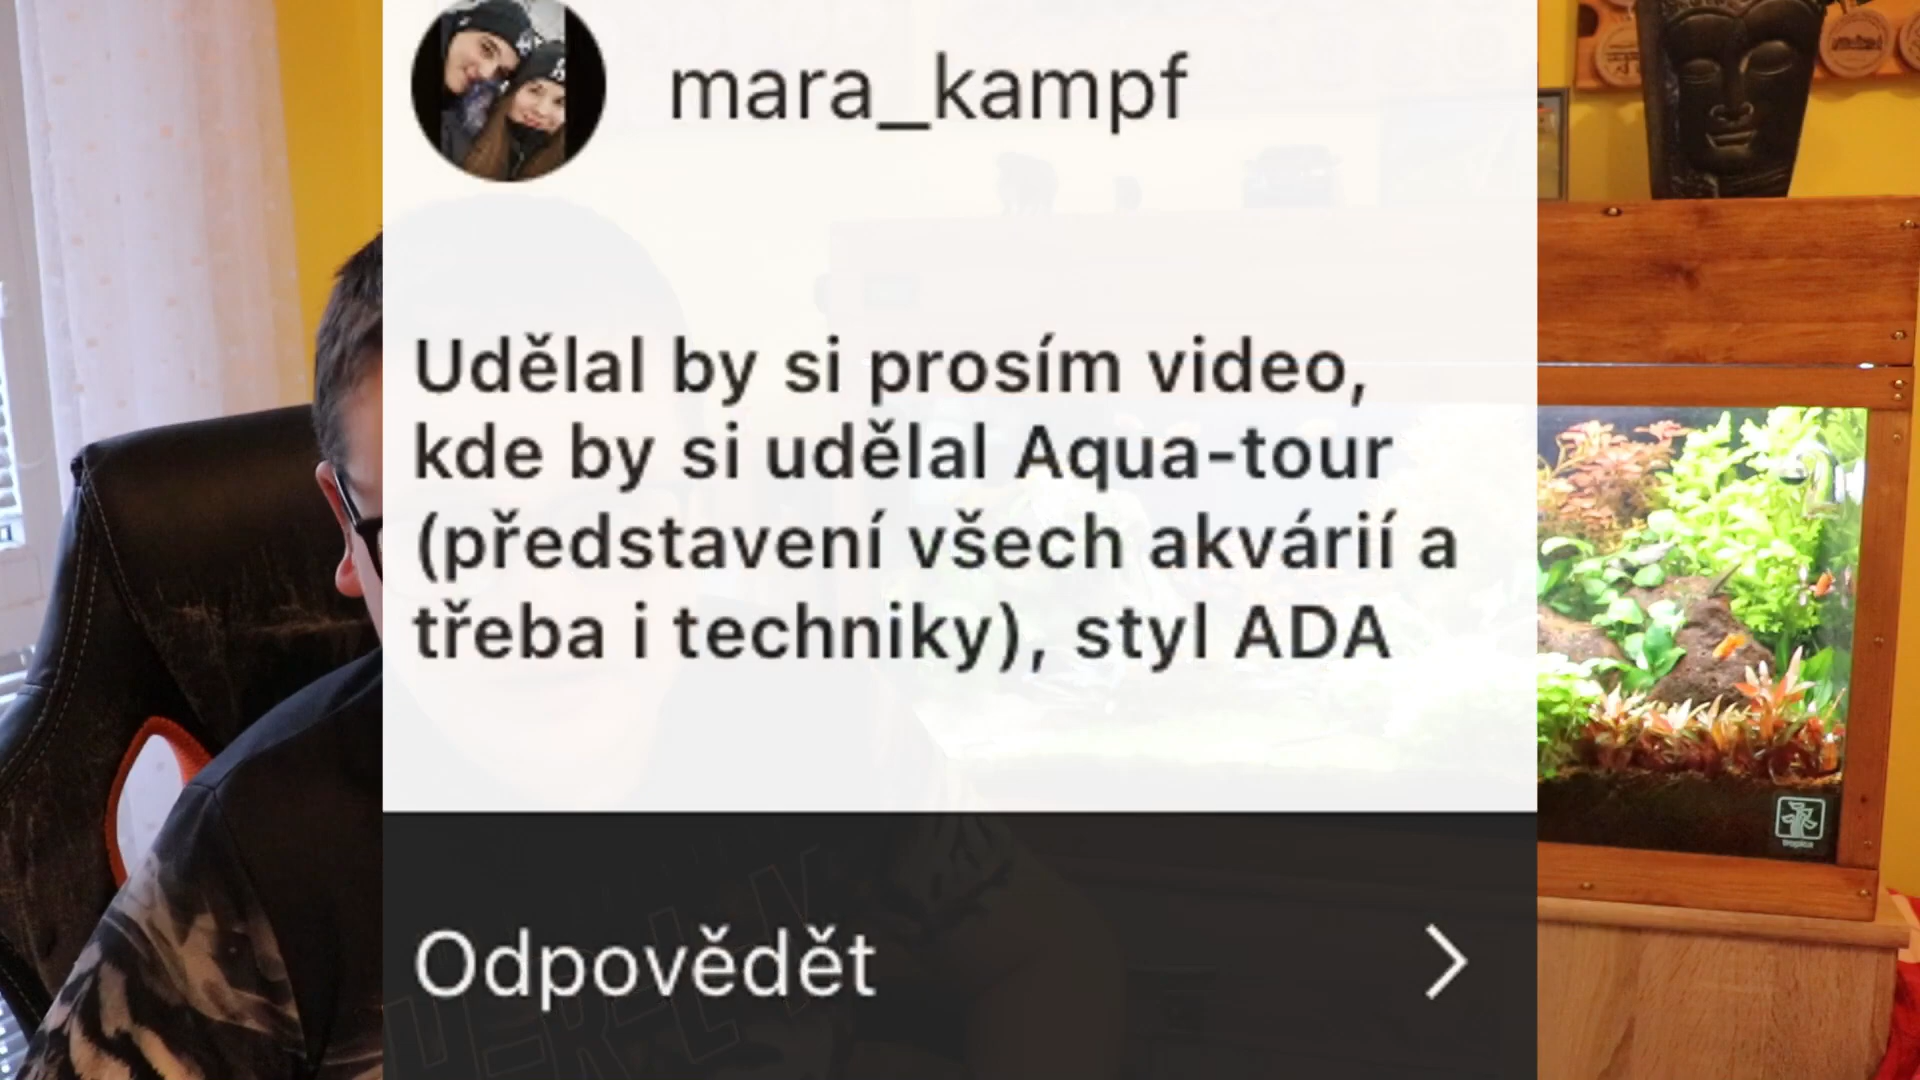 mara_kampf
Udělal by si prosím video,
kde by si udělal Aqua-tour
(představení všech akvárií a
třeba i techniky), styl ADA
Odpovědět
tropica